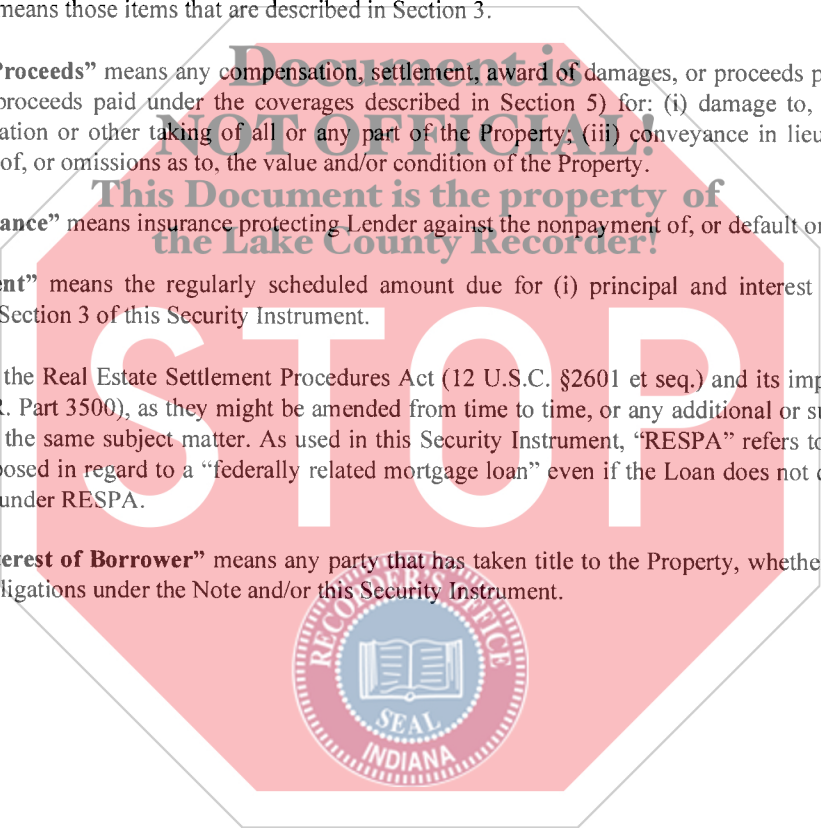 means those items that are described in Section 3.
Proceeds” means any compensation, settlement, award of damages, or proceeds p
proceeds paid under the coverages described in Section 5) for: (i) damage to,
ation or other taking of all or any part of the Property; (iii) conveyance in lieu
of, or omissions as to, the value and/or condition of the Property.
ance” means insurance protecting Lender against the nonpayment of, or default on
ent” means the regularly scheduled amount due for (i) principal and interest
Section 3 of this Security Instrument.
the Real Estate Settlement Procedures Act (12 U.S.C. §2601 et seq.) and its imp
R. Part 3500), as they might be amended from time to time, or any additional or su
the same subject matter. As used in this Security Instrument, “RESPA” refers to
posed in regard to a “federally related mortgage loan” even if the Loan does not
under RESPA.
erest of Borrower” means any party that has taken title to the Property, whethe
ligations under the Note and/or this Security Instrument.
Document is
NOT OFFICIAL!
This Document is the property of
the Lake County Recorder!
STOP
RECORDER'S OFFICE
SEAL
INDIANA